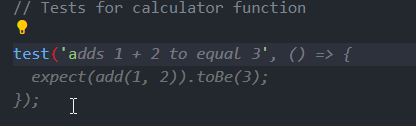 // Tests for calculator function
test('adds 1 + 2 to equal 3', () => {
  expect(add(1, 2)).toBe(3);
});